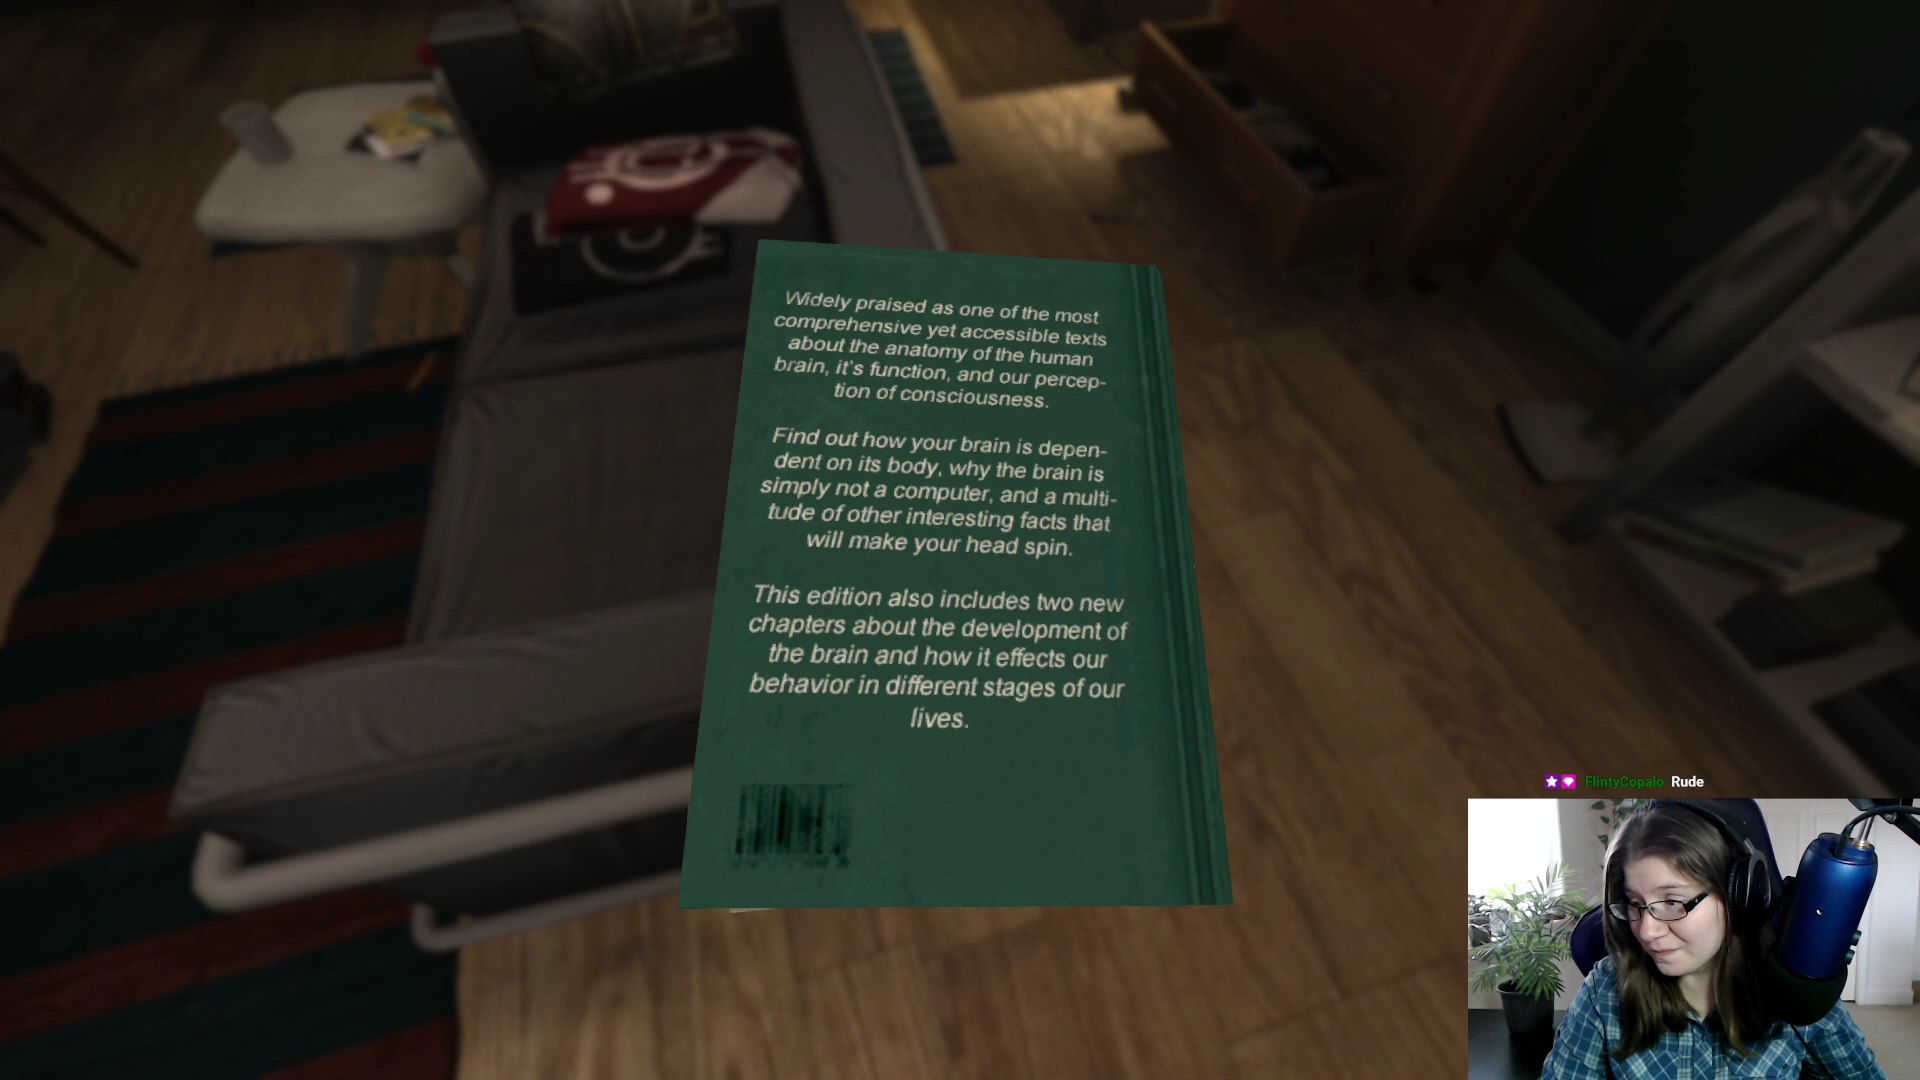 Widely praised as one of the most
comprehensive yet accessible texts
about the anatomy of the human
brain, it's function, and our percep-
tion of consciousness.
Find out how your brain is depen-
dent on its body, why the brain is
simply not a computer, and a multi-
tude of other interesting facts that
will make your head spin.
This edition also includes two new
chapters about the development of
the brain and how it effects our
behavior in different stages of our
lives.
FlintyCopalo Rude